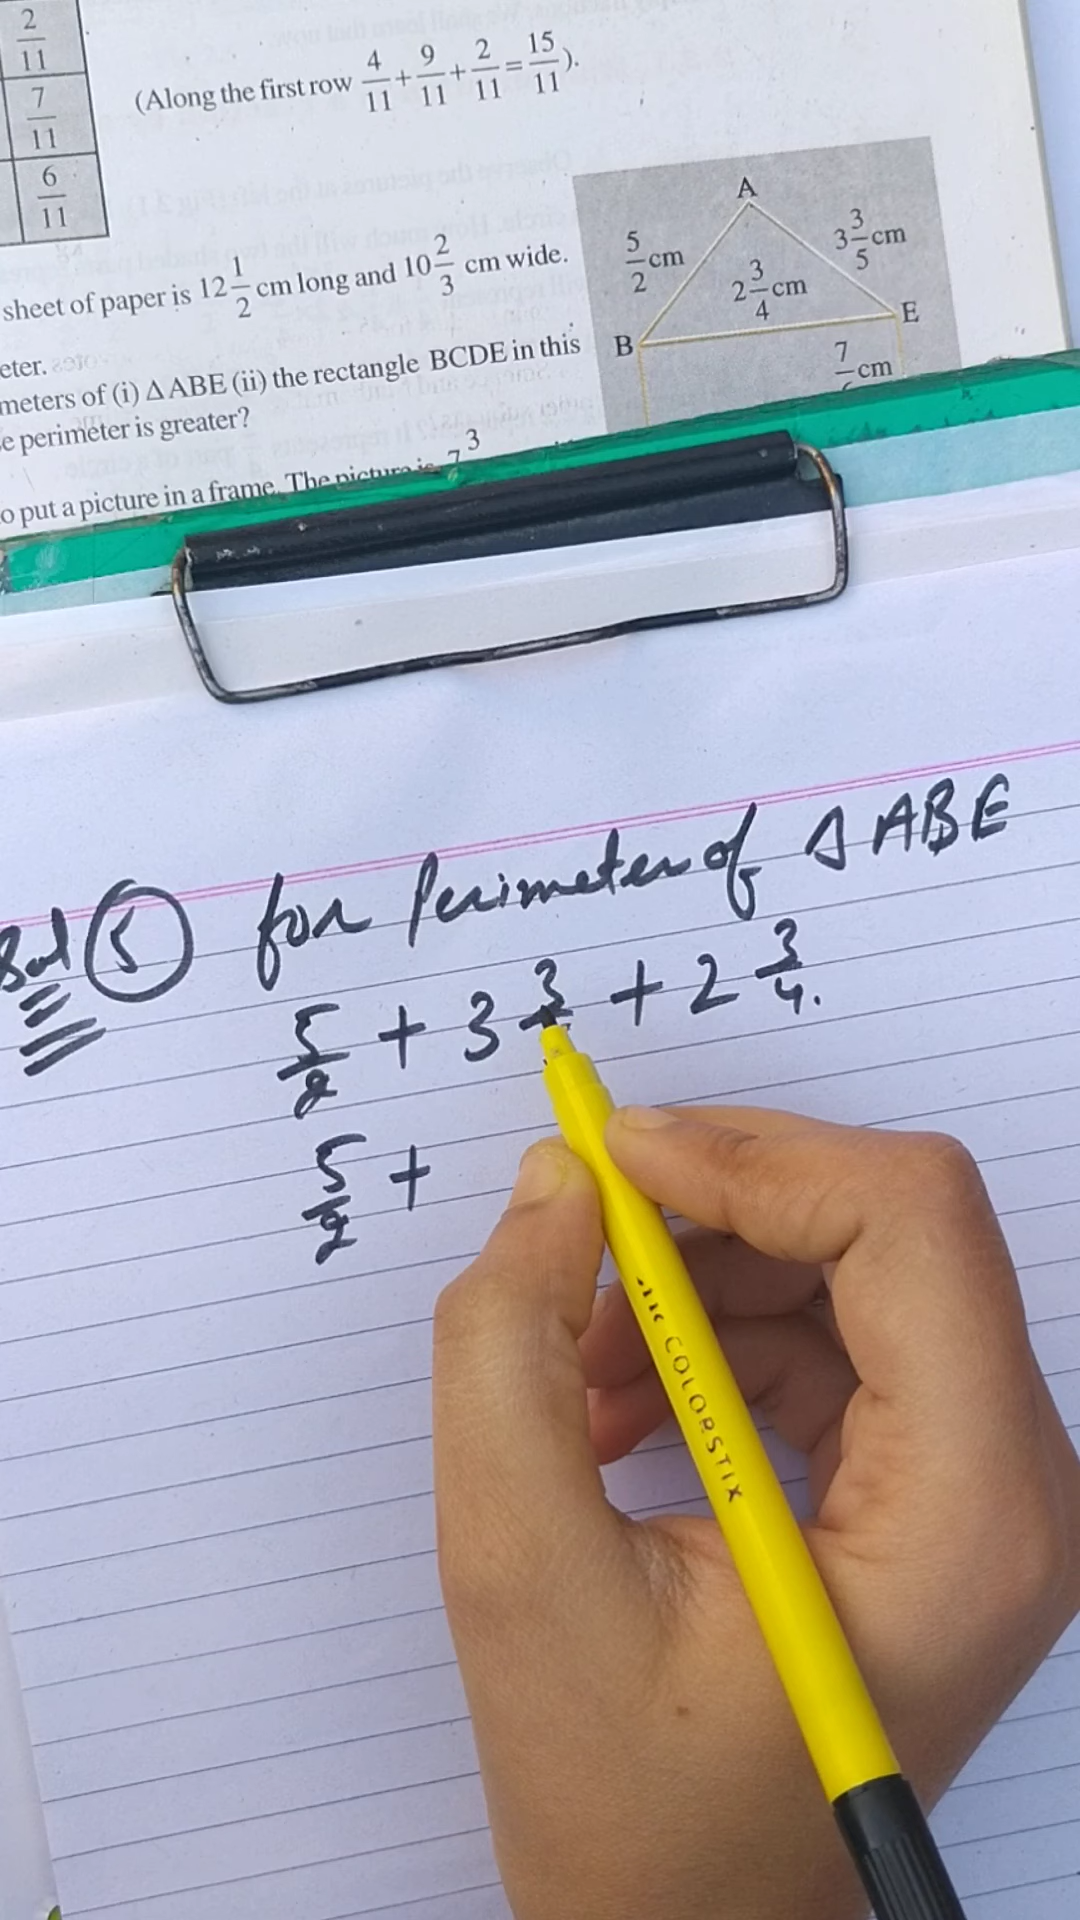 2/11
7/11
6/11
(Along the first row 4/11 + 9/11 + 2/11 = 15/11).
sheet of paper is 12 1/2 cm long and 10 2/3 cm wide.
eter.
meters of (i) Δ ABE (ii) the rectangle BCDE in this
e perimeter is greater?
o put a picture in a frame. The picture is 7 3
A
5/2 cm
3 3/5 cm
2 3/4 cm
B
E
7 cm
Sol 5 for Perimeter of Δ ABE
5/2 + 3 3 + 2 3/4.
5/2 +
COLORSTIX